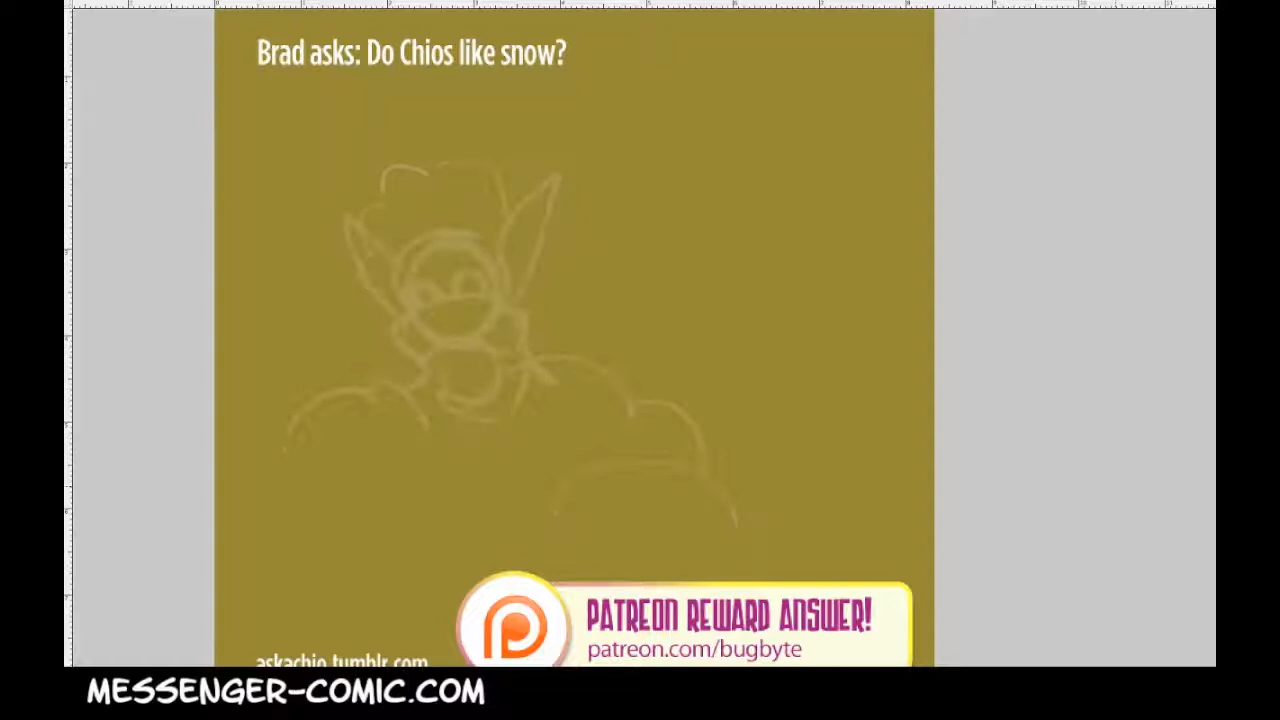 Brad asks: Do Chios like snow?
PATREON REWARD ANSWER!
patreon.com/bugbyte
askachio.tumblr.com
MESSENGER-COMIC.COM